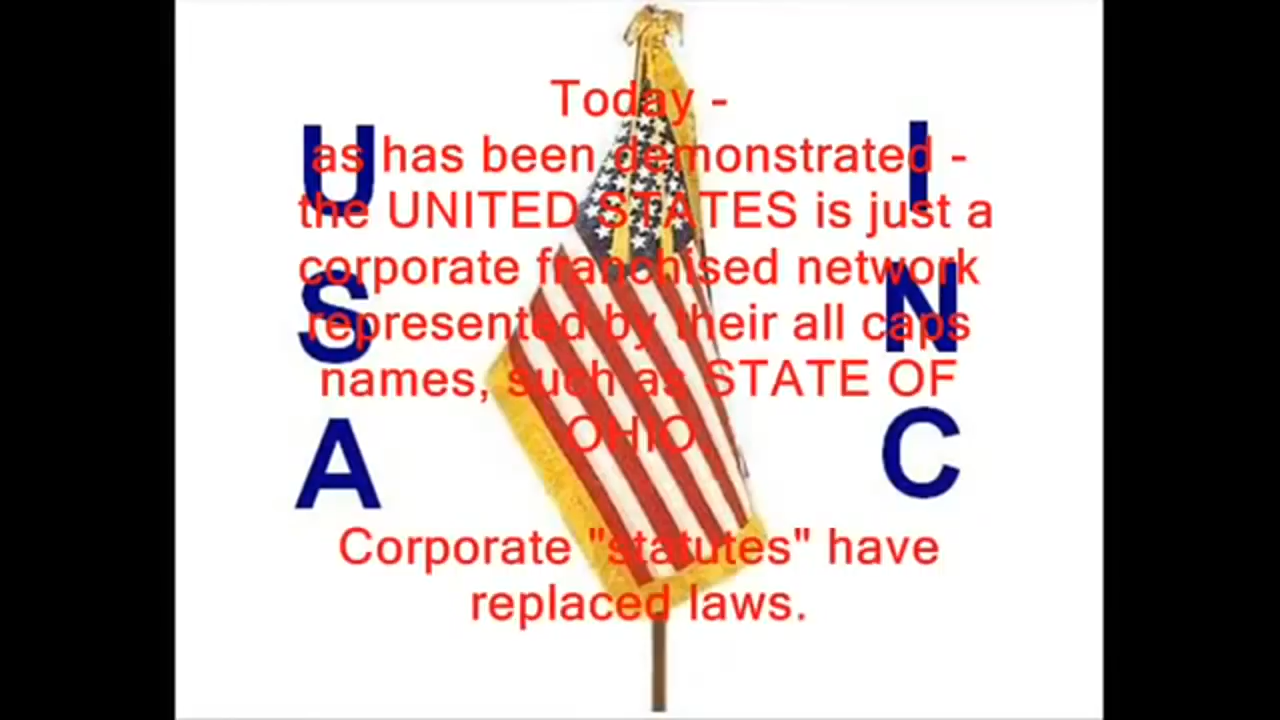 Today -
as has been demonstrated -
the UNITED STATES is just a
corporate franchised network
represented by their all caps
names, such as STATE OF
OHIO.
Corporate "statutes" have
replaced laws.
U
S
A
I
N
C